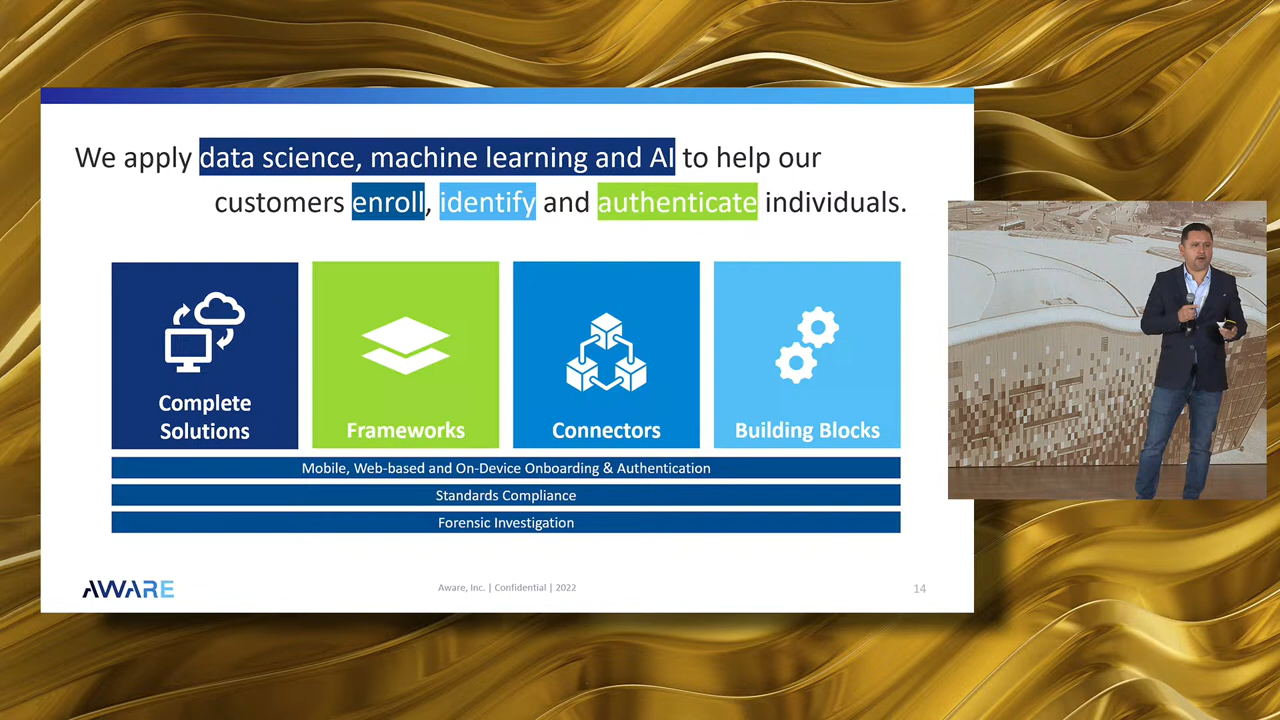 We apply data science, machine learning and AI to help our
customers enroll, identify and authenticate individuals.
Complete
Solutions
Frameworks
Connectors
Building Blocks
Mobile, Web-based and On-Device Onboarding & Authentication
Standards Compliance
Forensic Investigation
AWARE
Aware, Inc. | Confidential | 2022
14